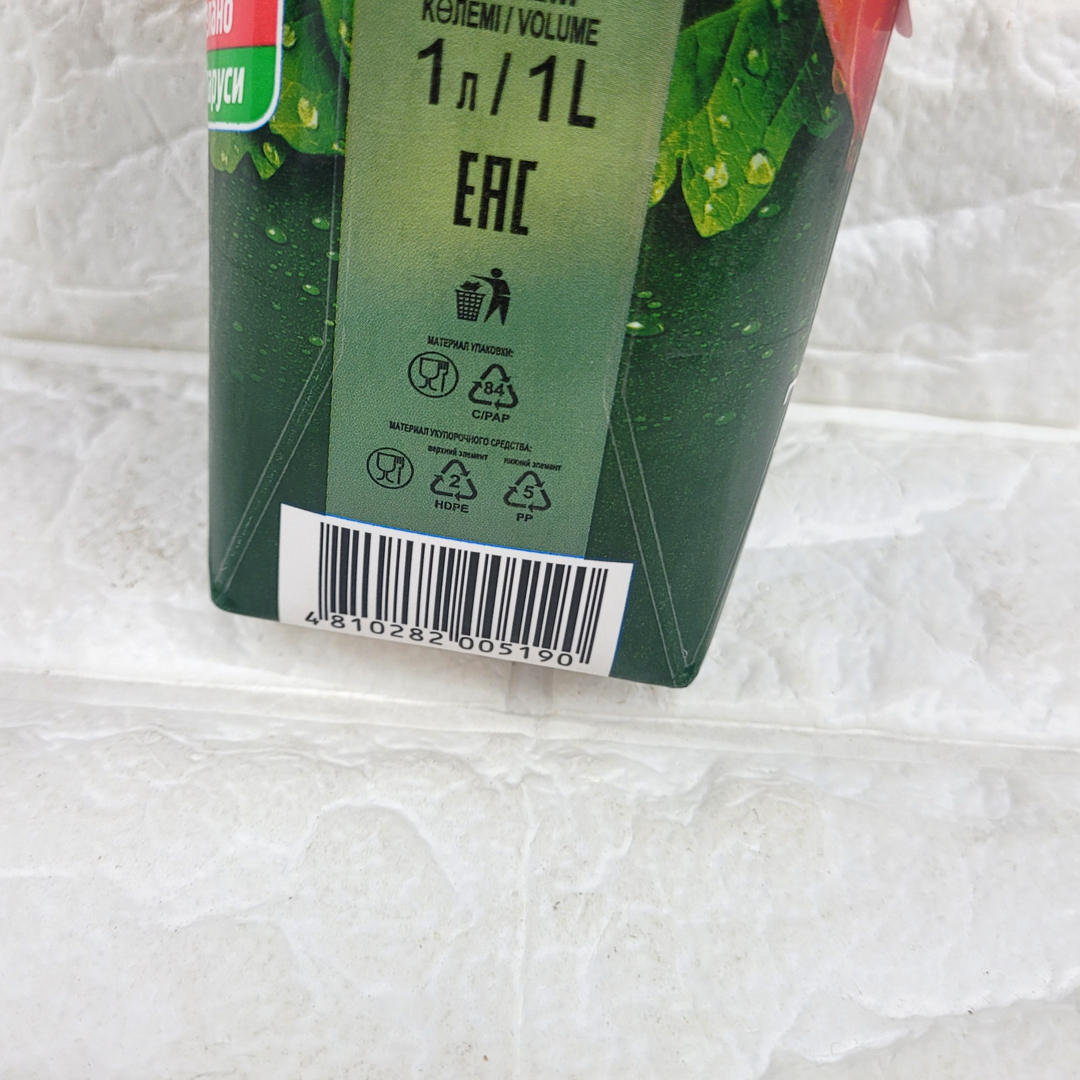 КӨЛЕМІ / VOLUME
1 л / 1L
EAC
МАТЕРИАЛ УПАКОВКИ:
84
C/PAP
МАТЕРИАЛ УКУПОРОЧНОГО СРЕДСТВА:
верхний элемент нижний элемент
2 5
HDPE PP
4 810282 005190